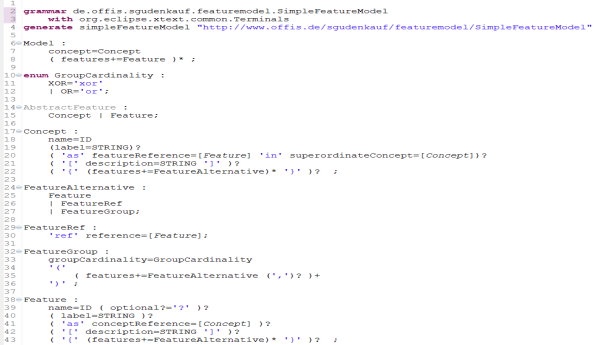 1
2 grammar de.offis.sgudenkauf.featuremodel.SimpleFeatureModel
3     with org.eclipse.xtext.common.Terminals
4 generate simpleFeatureModel "http://www.offis.de/sgudenkauf/featuremodel/SimpleFeatureModel"
5
6 Model :
7     concept=Concept
8     ( features+=Feature )* ;
9
10 enum GroupCardinality :
11     XOR='xor'
12     | OR='or';
13
14 AbstractFeature :
15     Concept | Feature;
16
17 Concept :
18     name=ID
19     (label=STRING)?
20     ( 'as' featureReference=[Feature] 'in' superordinateConcept=[Concept])?
21     ( '[' description=STRING ']' )?
22     ( '{' (features+=FeatureAlternative)* '}' )?  ;
23
24 FeatureAlternative :
25     Feature
26     | FeatureRef
27     | FeatureGroup;
28
29 FeatureRef :
30     'ref' reference=[Feature];
31
32 FeatureGroup :
33     groupCardinality=GroupCardinality
34     '('
35         ( features+=FeatureAlternative (',')? )+
36     ')' ;
37
38 Feature :
39     name=ID ( optional?='?' )?
40     ( label=STRING )?
41     ( 'as' conceptReference=[Concept] )?
42     ( '[' description=STRING ']' )?
43     ( '{' (features+=FeatureAlternative)* '}' )?  ;